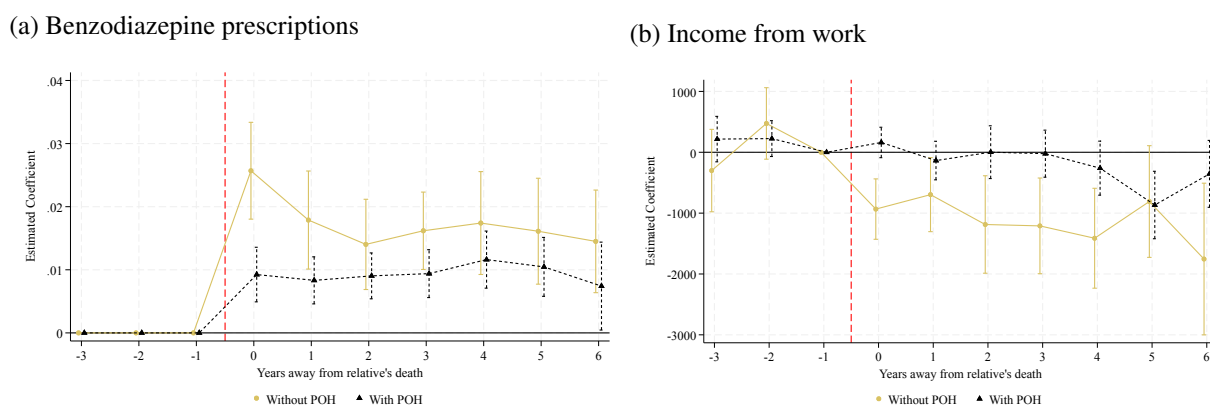 (a) Benzodiazepine prescriptions
.04
.03
.02
.01
0
Estimated Coefficient
-3 -2 -1 0 1 2 3 4 5 6
Years away from relative's death
Without POH With POH
(b) Income from work
1000
0
-1000
-2000
-3000
Estimated Coefficient
-3 -2 -1 0 1 2 3 4 5 6
Years away from relative's death
Without POH With POH